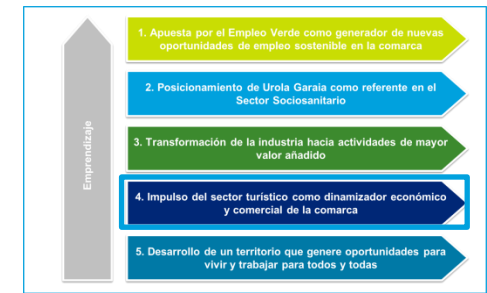 1. Apuesta por el Empleo Verde como generador de nuevas
oportunidades de empleo sostenible en la comarca
2. Posicionamiento de Urola Garaia como referente en el
Sector Sociosanitario
Emprendizaje
3. Transformación de la industria hacia actividades de mayor
valor añadido
4. Impulso del sector turístico como dinamizador económico
y comercial de la comarca
5. Desarrollo de un territorio que genere oportunidades para
vivir y trabajar para todos y todas